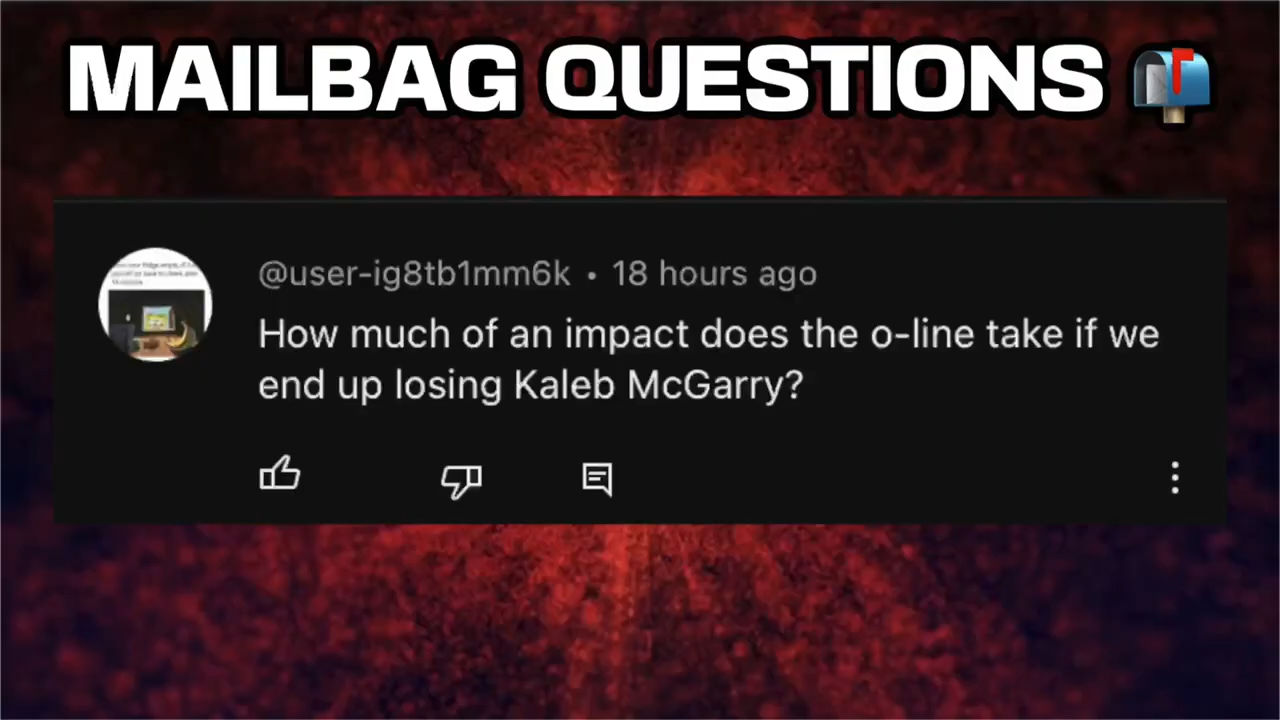 MAILBAG QUESTIONS
@user-ig8tb1mm6k • 18 hours ago
How much of an impact does the o-line take if we
end up losing Kaleb McGarry?